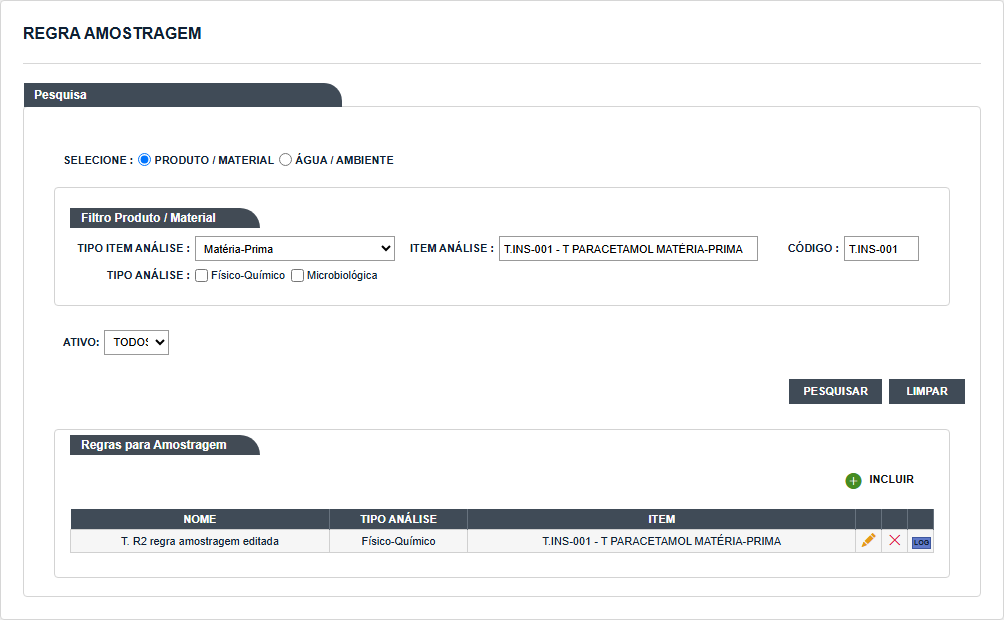 REGRA AMOSTRAGEM
Pesquisa
SELECIONE : PRODUTO / MATERIAL ÁGUA / AMBIENTE
Filtro Produto / Material
TIPO ITEM ANÁLISE : Matéria-Prima ITEM ANÁLISE : T.INS-001 - T PARACETAMOL MATÉRIA-PRIMA CÓDIGO : T.INS-001
TIPO ANÁLISE : Físico-Químico Microbiológica
ATIVO: TODOS
PESQUISAR LIMPAR
Regras para Amostragem
INCLUIR
NOME TIPO ANÁLISE ITEM
T. R2 regra amostragem editada Físico-Químico T.INS-001 - T PARACETAMOL MATÉRIA-PRIMA LOG